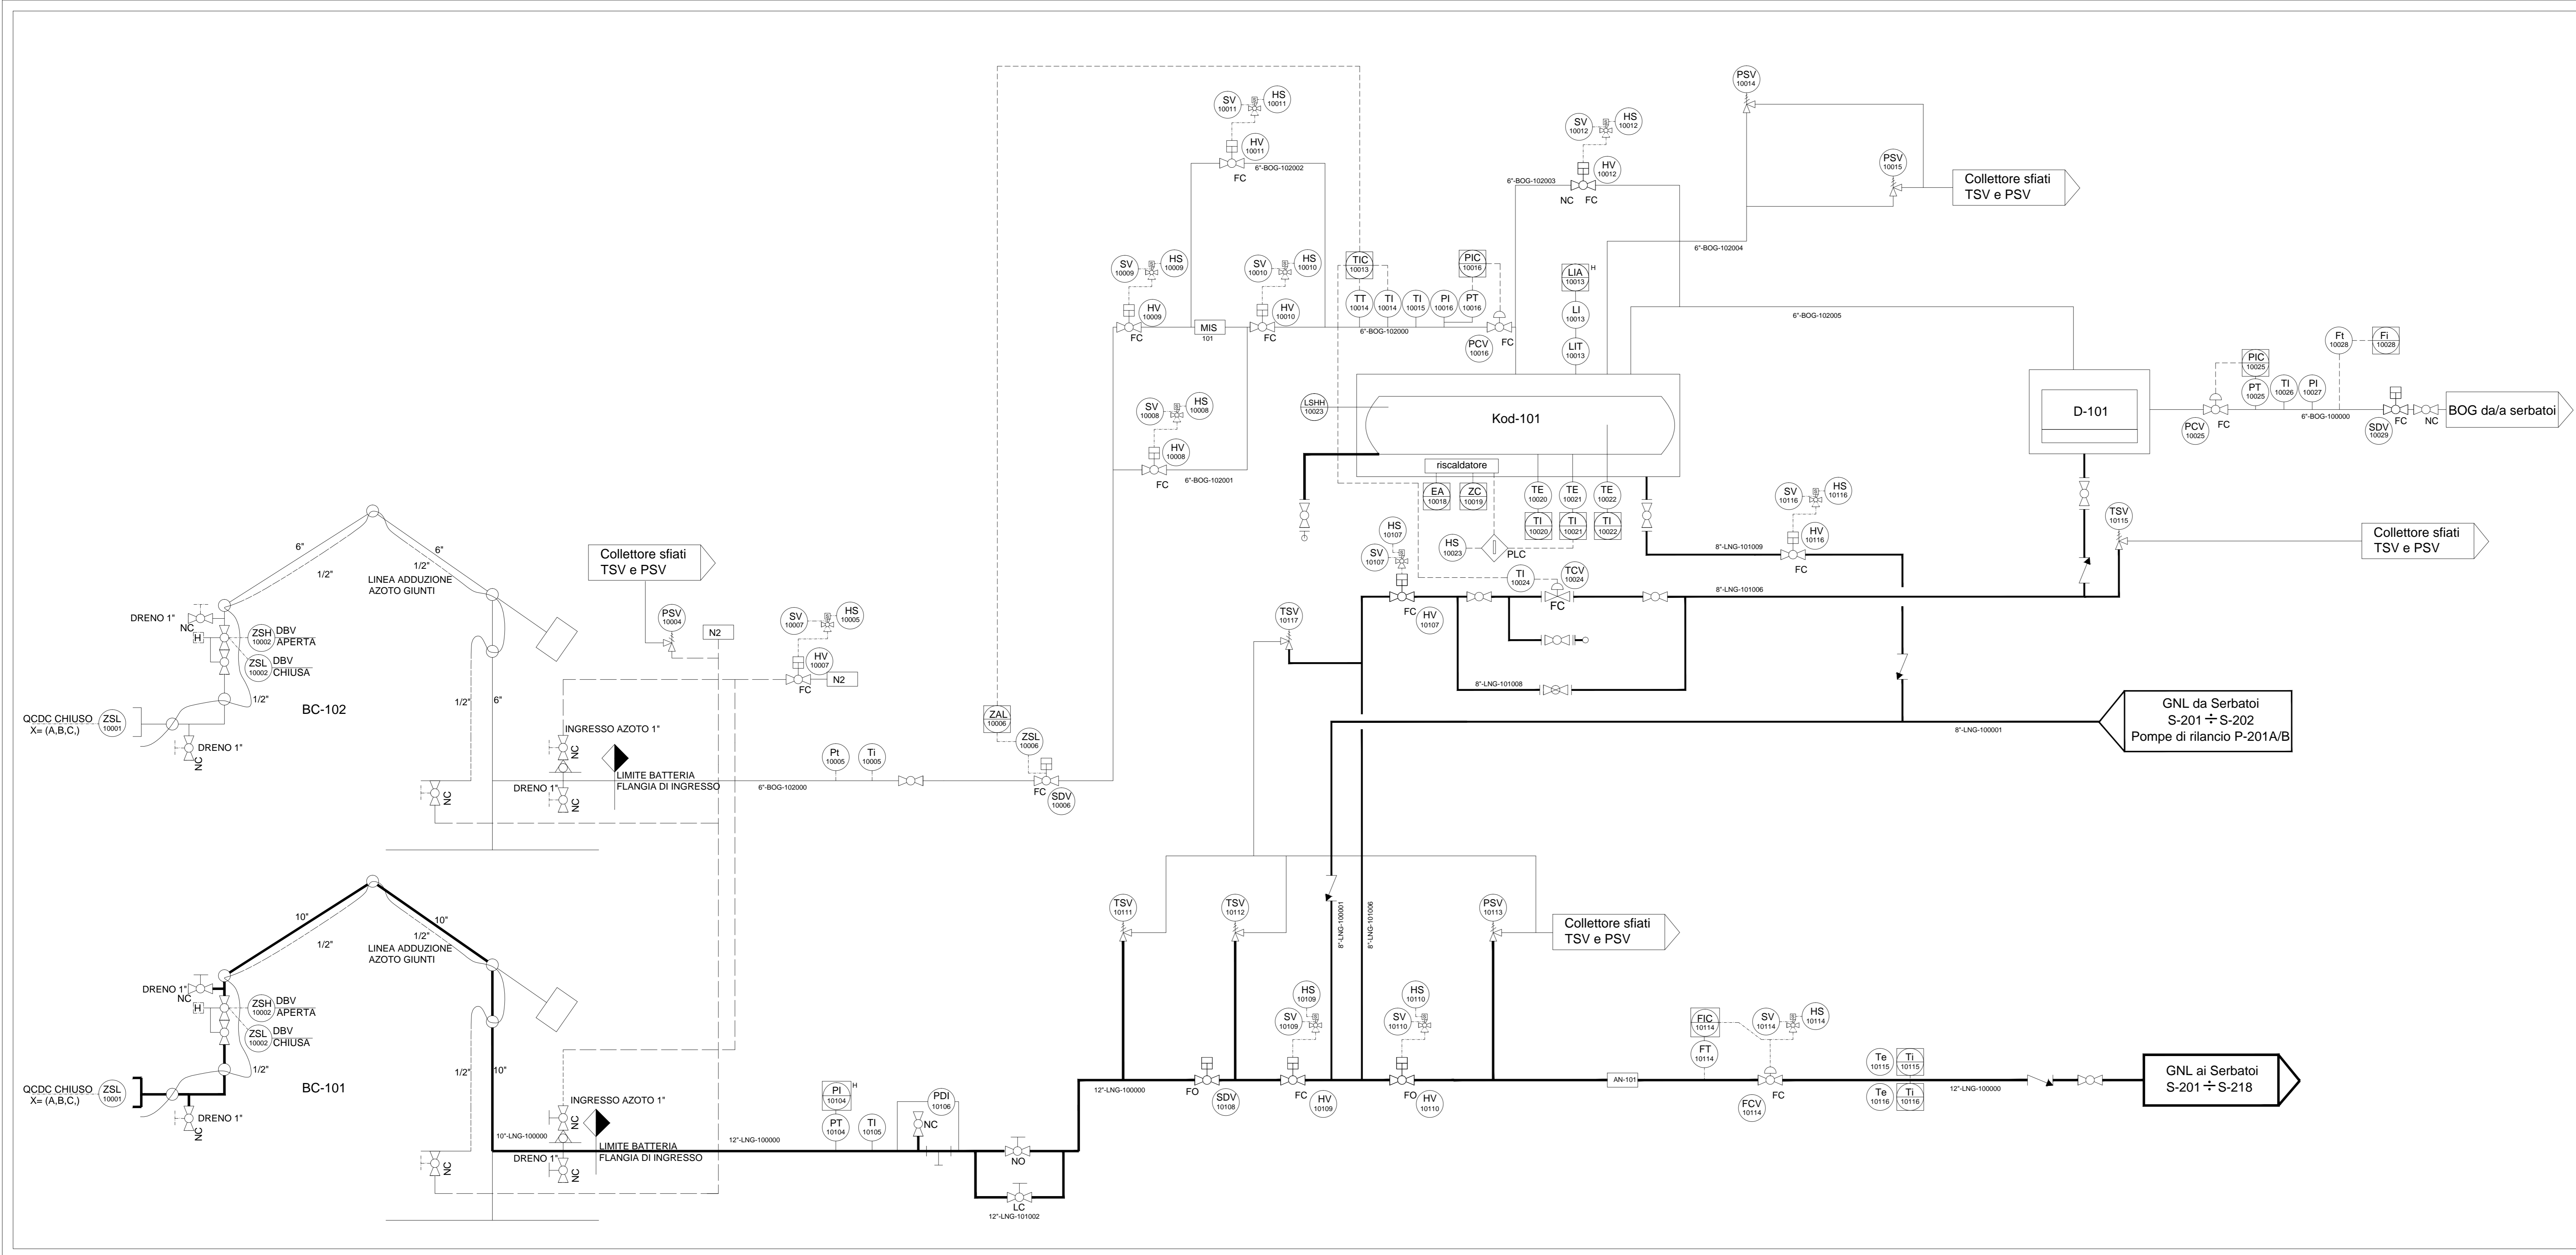 PSV
10014
SV
10011
HS
10011
HV
10011
FC
6"-BOG-102002
SV
10012
HS
10012
HV
10012
6"-BOG-103003
NC
FC
PSV
10015
Collettore sfiati
TSV e PSV
6"-BOG-102004
SV
10009
HS
10009
HV
10009
FC
MIS
101
SV
10010
HS
10010
HV
10010
FC
TIC
10013
TT
10014
TI
10014
TI
10015
PI
10016
PIC
10016
PT
10016
6"-BOG-102000
PCV
10016
FC
LIA
10013
H
LI
10013
LIT
10013
6"-BOG-102005
SV
10008
HS
10008
HV
10008
FC
6"-BOG-102001
LSHH
10023
Kod-101
riscaldatore
EA
10018
ZC
10019
TE
10020
TE
10021
TE
10022
TI
10020
TI
10021
TI
10022
HS
10023
PLC
D-101
PCV
10025
FC
PIC
10025
PT
10025
TI
10026
PI
10027
Ft
10028
Fi
10028
6"-BOG-100000
SDV
10029
FC
NC
BOG da/a serbatoi
TSV
10115
Collettore sfiati
TSV e PSV
SV
10116
HS
10116
HV
10116
FC
8"-LNG-101009
HS
10107
SV
10107
FC
HV
10107
TI
10024
TCV
10024
FC
8"-LNG-101006
TSV
10117
8"-LNG-101008
GNL da Serbatoi
S-201 ÷ S-202
Pompe di rilancio P-201A/B
8"-LNG-100001
6"
6"
1/2"
1/2"
LINEA ADDUZIONE
AZOTO GIUNTI
DRENO 1"
NC
H
ZSH
10002
DBV
APERTA
ZSL
10002
DBV
CHIUSA
1/2"
BC-102
QCDC CHIUSO
X= (A,B,C,)
ZSL
10001
DRENO 1"
NC
1/2"
6"
NC
INGRESSO AZOTO 1"
NC
DRENO 1"
NC
LIMITE BATTERIA
FLANGIA DI INGRESSO
Collettore sfiati
TSV e PSV
PSV
10004
N2
SV
10007
HS
10005
HV
10007
FC
N2
6"-BOG-102000
Pt
10005
Ti
10005
ZAL
10006
ZSL
10006
FC
SDV
10006
10"
10"
1/2"
1/2"
LINEA ADDUZIONE
AZOTO GIUNTI
DRENO 1"
NC
H
ZSH
10002
DBV
APERTA
ZSL
10002
DBV
CHIUSA
1/2"
BC-101
QCDC CHIUSO
X= (A,B,C,)
ZSL
10001
DRENO 1"
NC
1/2"
10"
NC
10"-LNG-100000
INGRESSO AZOTO 1"
NC
DRENO 1"
NC
LIMITE BATTERIA
FLANGIA DI INGRESSO
12"-LNG-100000
PI
10104
H
PT
10104
TI
10105
PDI
10106
NC
NO
LC
12"-LNG-101002
TSV
10111
TSV
10112
12"-LNG-100000
FO
SDV
10108
HS
10109
SV
10109
FC
HV
10109
8"-LNG-100001
8"-LNG-101006
HS
10110
SV
10110
FO
HV
10110
PSV
10113
Collettore sfiati
TSV e PSV
AN-101
FIC
10114
FT
10114
SV
10114
HS
10114
FCV
10114
FC
Te
10115
Ti
10115
Te
10116
Ti
10116
12"-LNG-100000
GNL ai Serbatoi
S-201 ÷ S-218